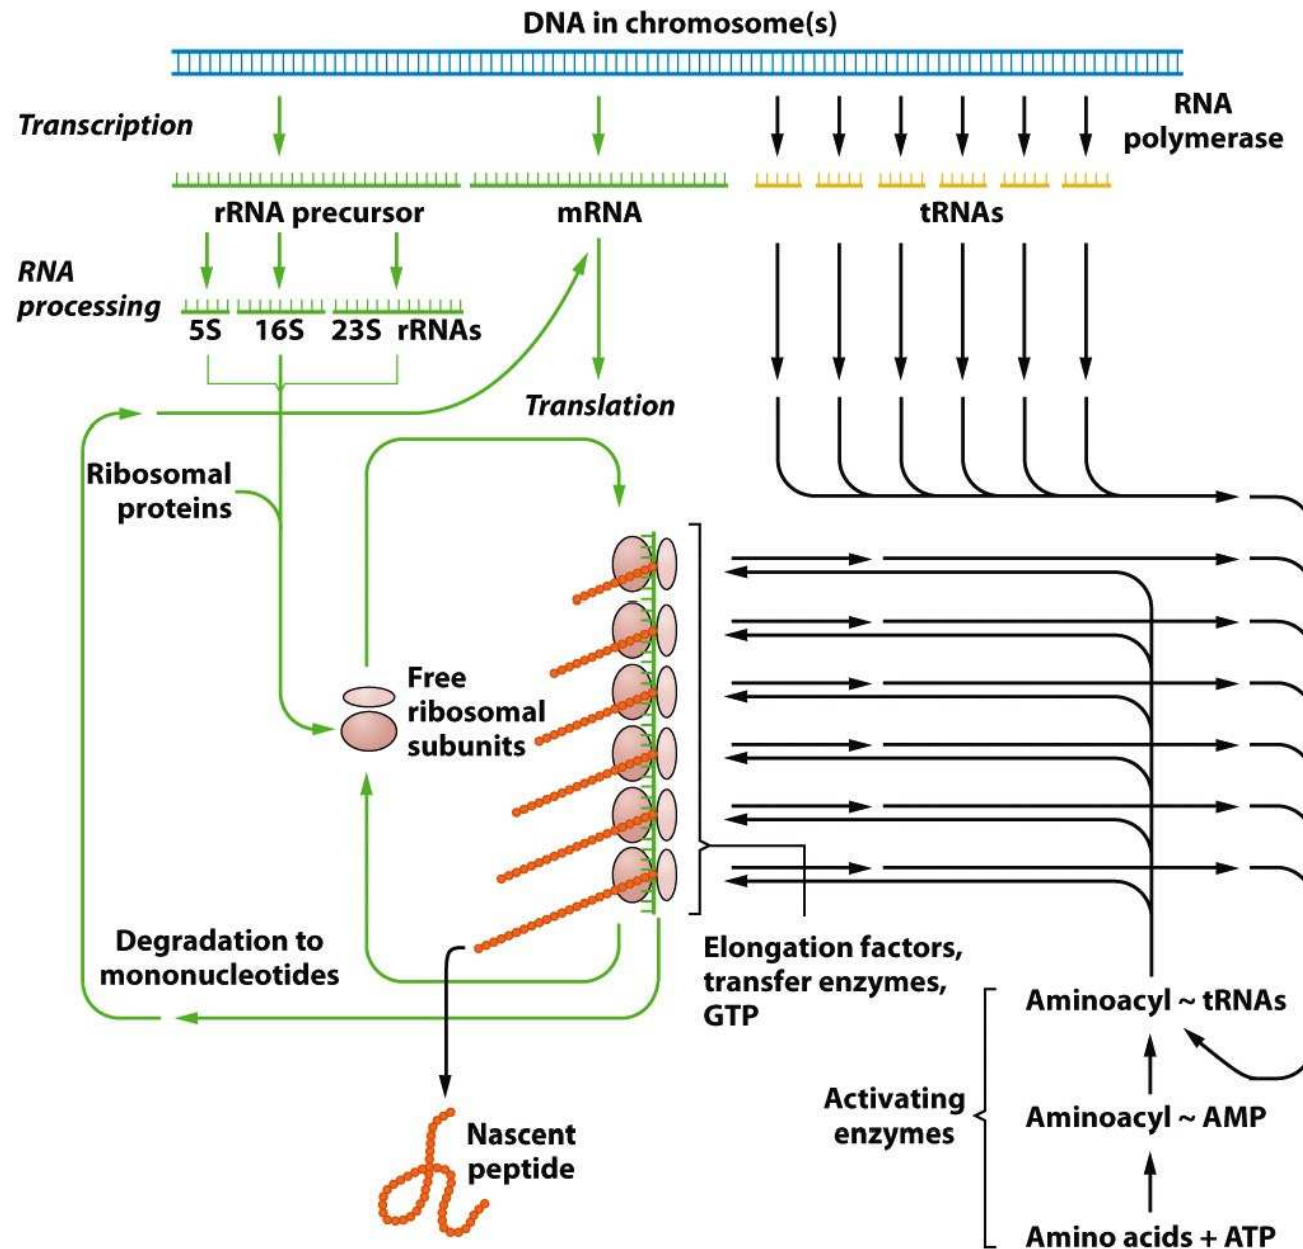 DNA in chromosome(s)
Transcription
RNA
polymerase
rRNA precursor
mRNA
tRNAs
RNA
processing
5S 16S 23S rRNAs
Translation
Ribosomal
proteins
Free
ribosomal
subunits
Degradation to
mononucleotides
Elongation factors,
transfer enzymes,
GTP
Aminoacyl ~ tRNAs
Activating
enzymes
Aminoacyl ~ AMP
Nascent
peptide
Amino acids + ATP